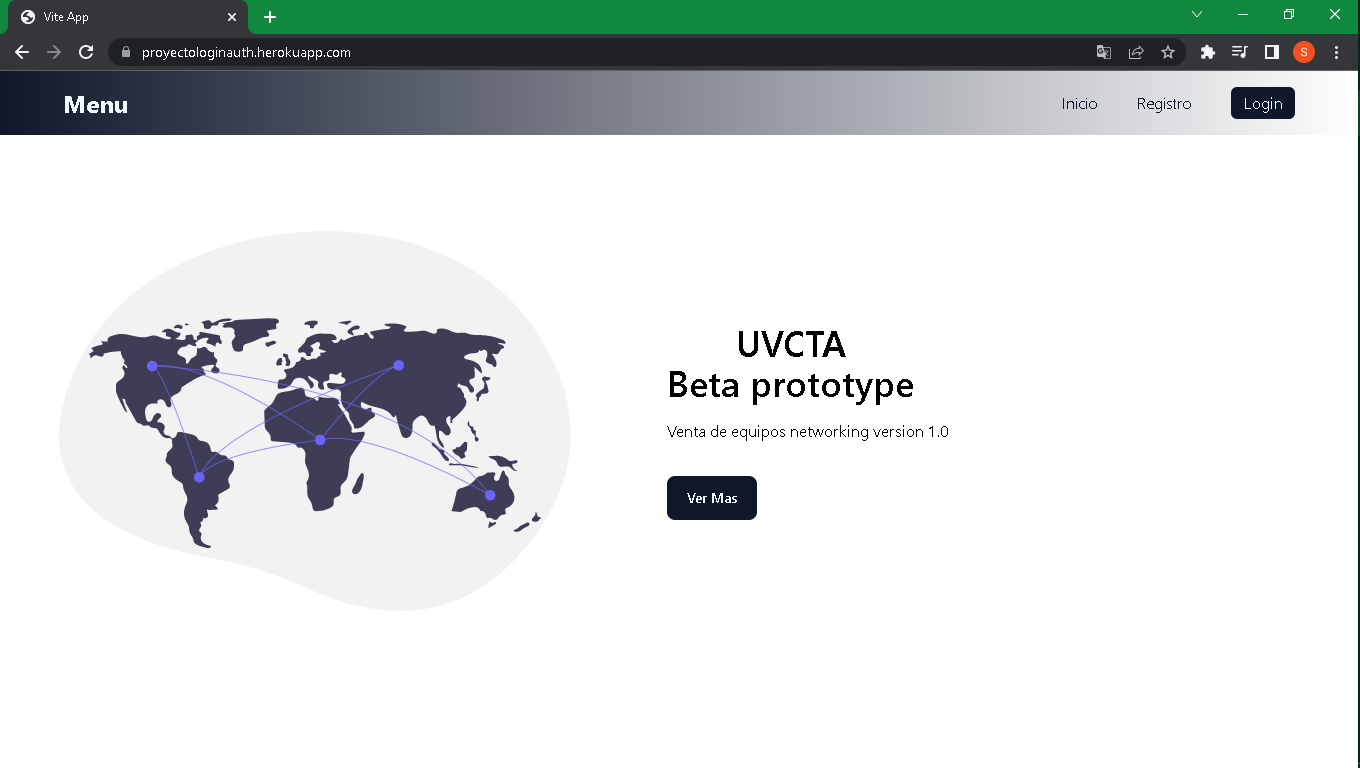 Vite App
proyectologinauth.herokuapp.com
S
Menu
Inicio
Registro
Login
UVCTA
Beta prototype
Venta de equipos networking version 1.0
Ver Mas